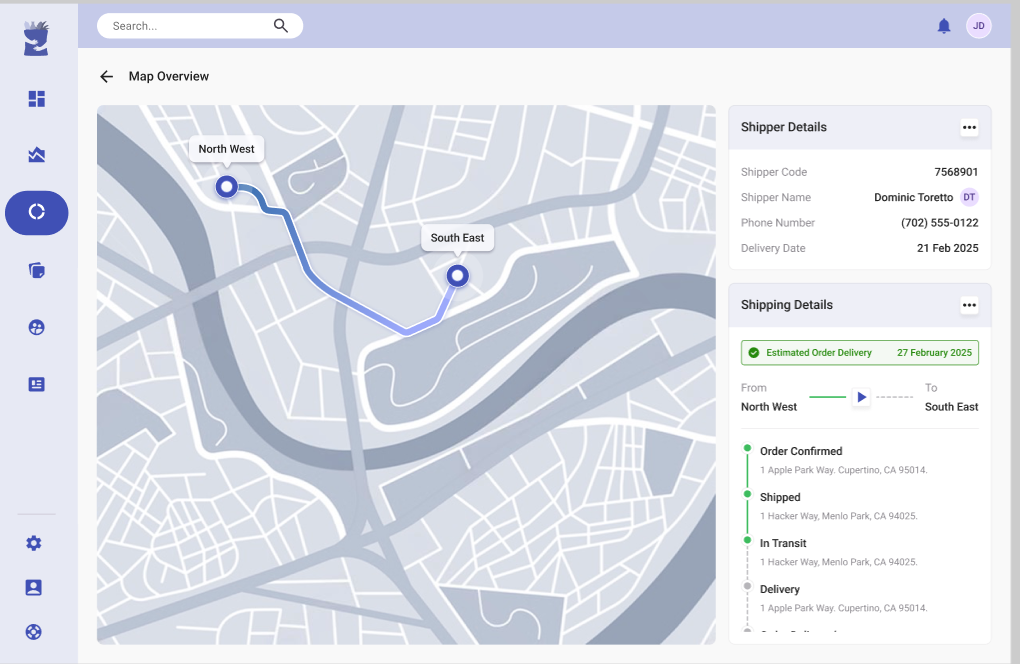 Search...
JD
Map Overview
North West
South East
Shipper Details
Shipper Code 7568901
Shipper Name Dominic Toretto DT
Phone Number (702) 555-0122
Delivery Date 21 Feb 2025
Shipping Details
Estimated Order Delivery 27 February 2025
From To
North West South East
Order Confirmed
1 Apple Park Way. Cupertino, CA 95014.
Shipped
1 Hacker Way, Menlo Park, CA 94025.
In Transit
1 Hacker Way, Menlo Park, CA 94025.
Delivery
1 Apple Park Way. Cupertino, CA 95014.